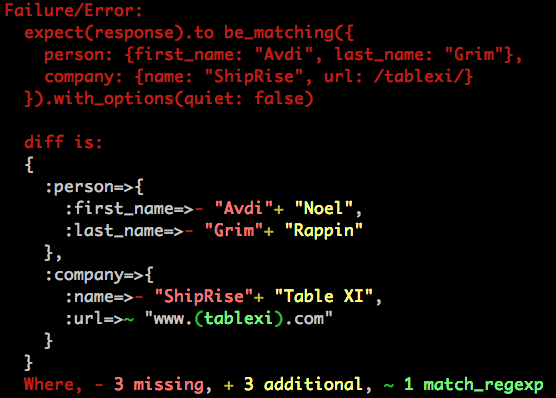 Failure/Error:
expect(response).to be_matching({
person: {first_name: "Avdi", last_name: "Grim"},
company: {name: "ShipRise", url: /tablexi/}
}).with_options(quiet: false)
diff is:
{
:person=>{
:first_name=>- "Avdi"+ "Noel",
:last_name=>- "Grim"+ "Rappin"
},
:company=>{
:name=>- "ShipRise"+ "Table XI",
:url=>~ "www.(tablexi).com"
}
}
Where, - 3 missing, + 3 additional, ~ 1 match_regexp